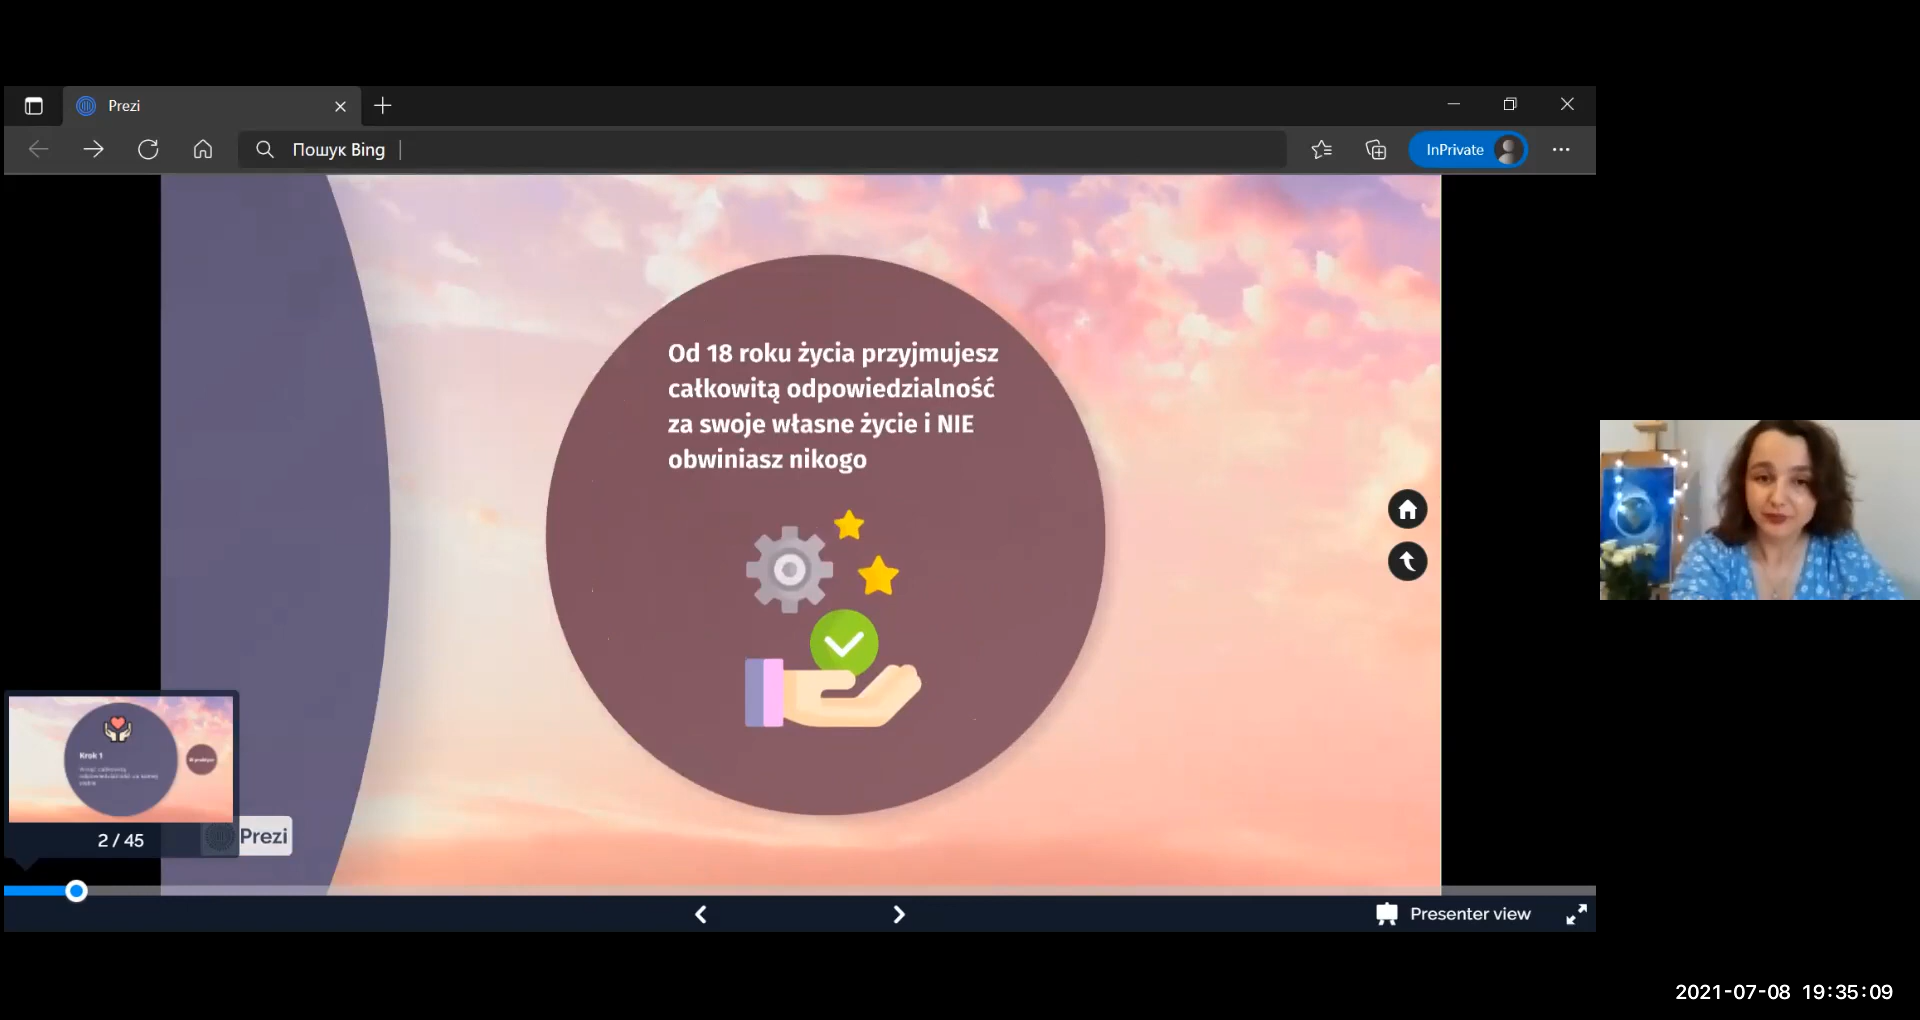 Prezi
Пошук Bing
InPrivate
Od 18 roku życia przyjmujesz
całkowitą odpowiedzialność
za swoje własne życie i NIE
obwiniasz nikogo
Krok 1
2 / 45
Prezi
Presenter view
2021-07-08 19:35:09